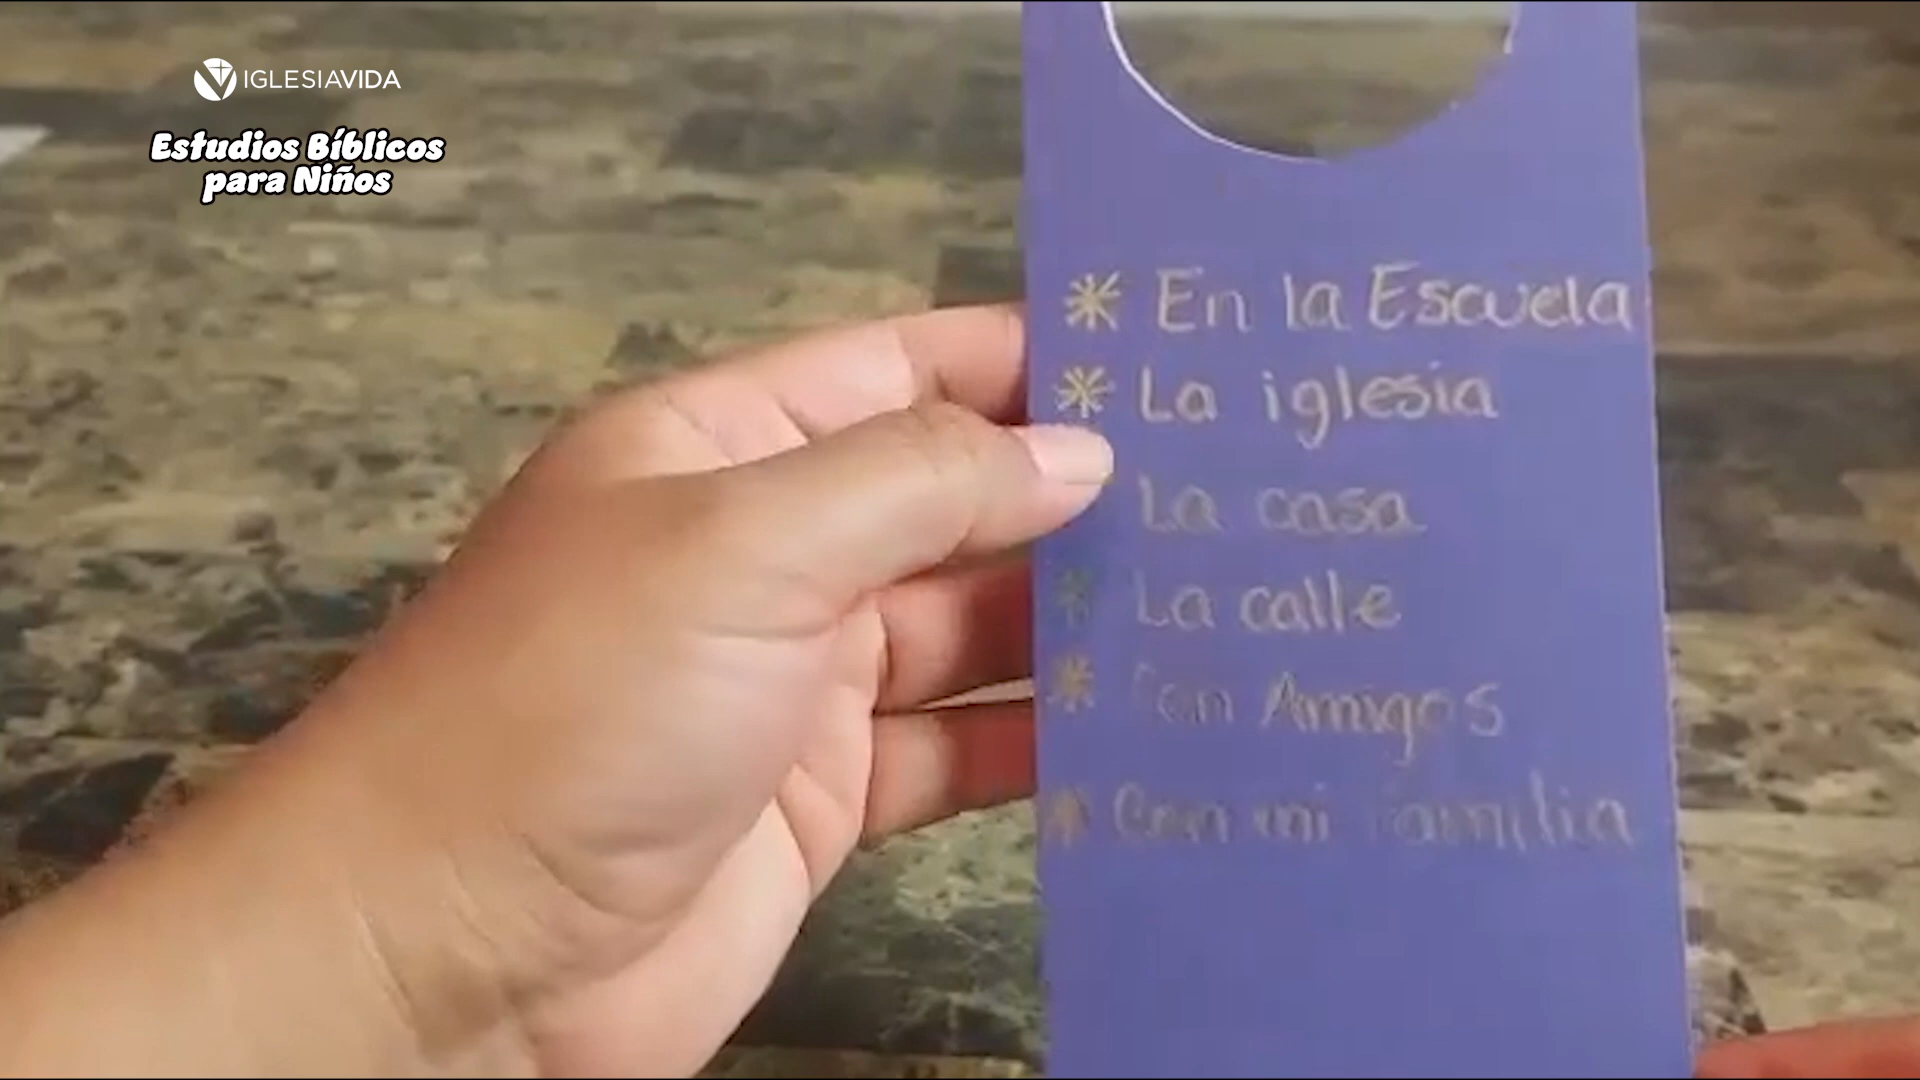 IGLESIAVIDA
Estudios Bíblicos
para Niños
* En la Escuela
* La iglesia
La casa
* La calle
* Con Amigos
* Con mi familia